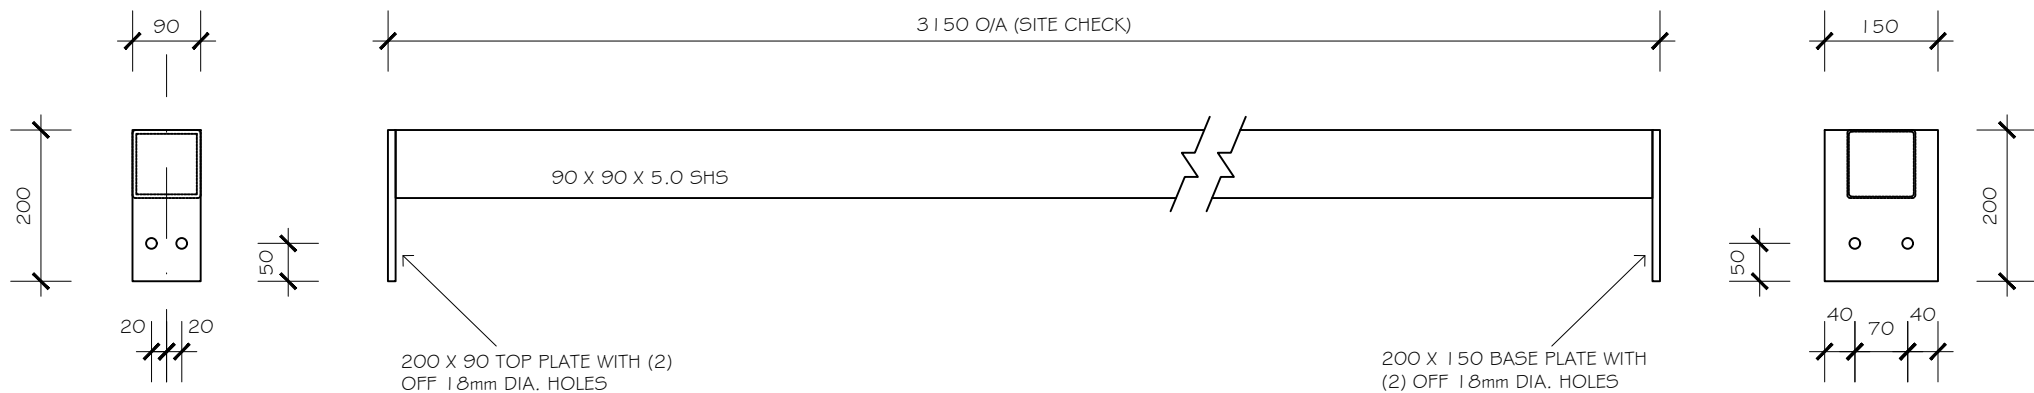 90
3150 O/A (SITE CHECK)
150
200
90 X 90 X 5.0 SHS
200
50
50
20
20
40
70
40
200 X 90 TOP PLATE WITH (2)
OFF 18mm DIA. HOLES
200 X 150 BASE PLATE WITH
(2) OFF 18mm DIA. HOLES